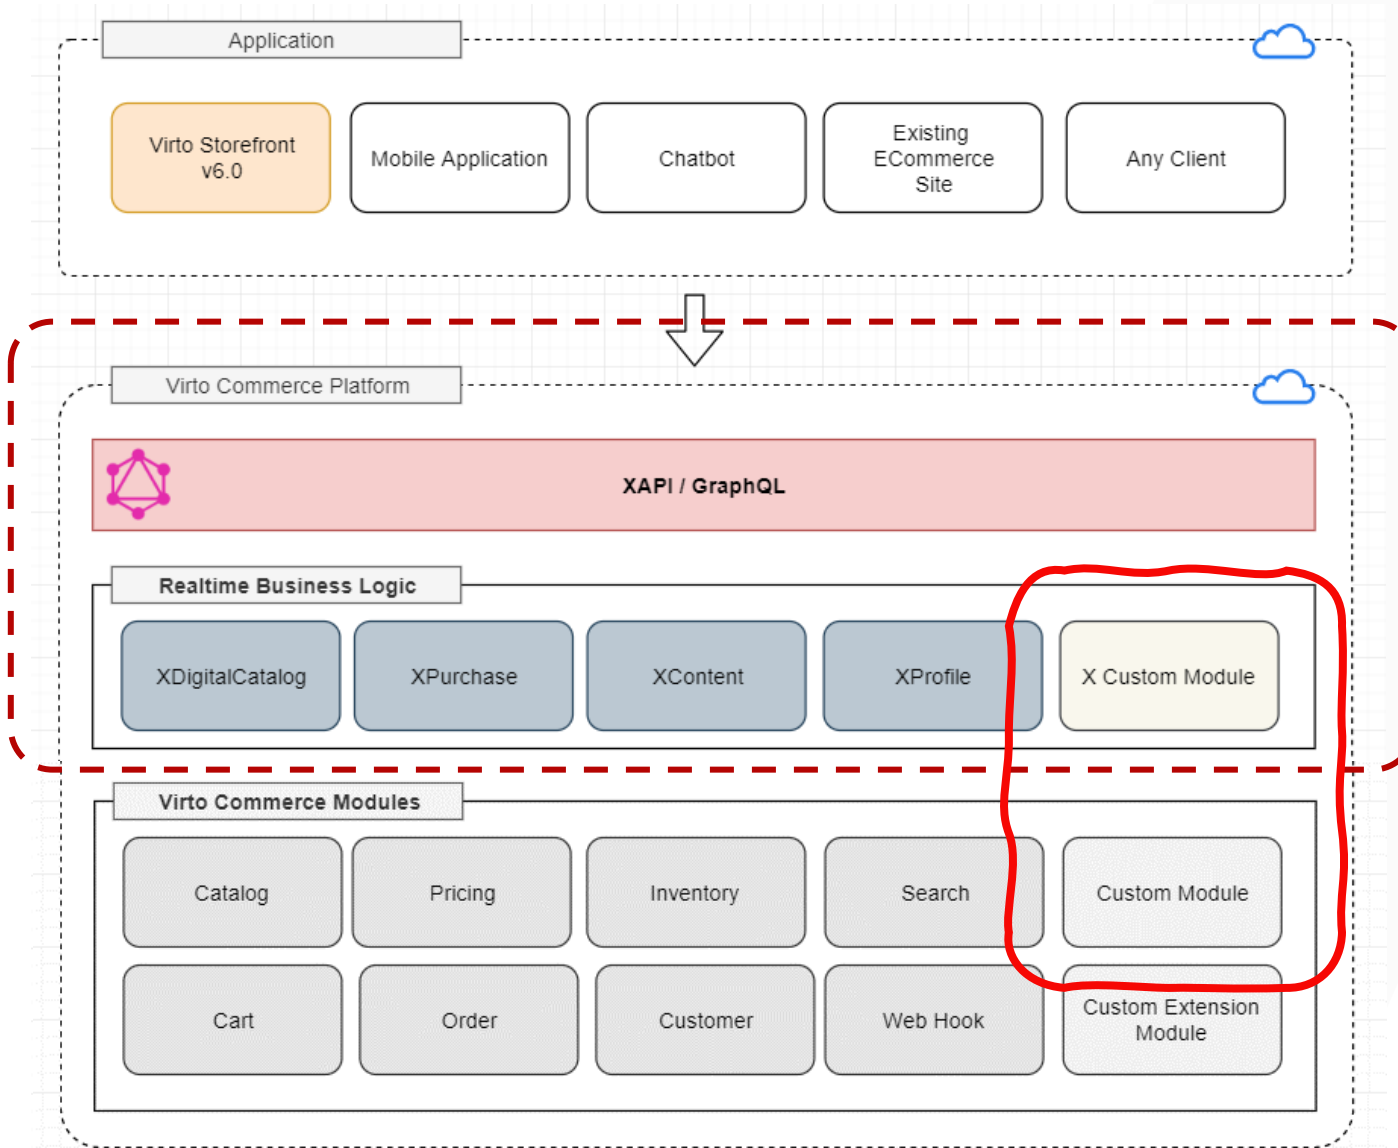 Application
Virto Storefront
v6.0
Mobile Application
Chatbot
Existing
ECommerce
Site
Any Client
Virto Commerce Platform
XAPI / GraphQL
Realtime Business Logic
XDigitalCatalog
XPurchase
XContent
XProfile
X Custom Module
Virto Commerce Modules
Catalog
Pricing
Inventory
Search
Custom Module
Cart
Order
Customer
Web Hook
Custom Extension
Module